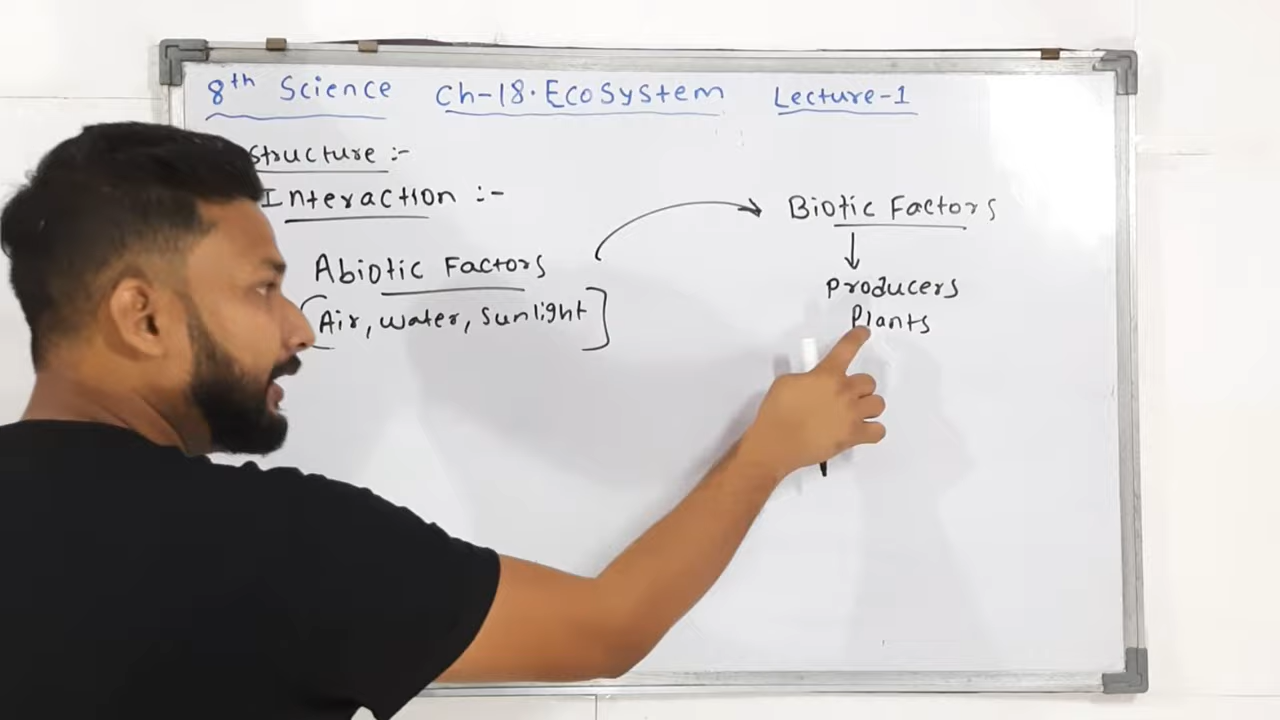 8th Science Ch-18. Ecosystem Lecture-1
Structure :-
Interaction :-
Abiotic Factors
[Air, water, sunlight]
Biotic Factors
Producers
Plants